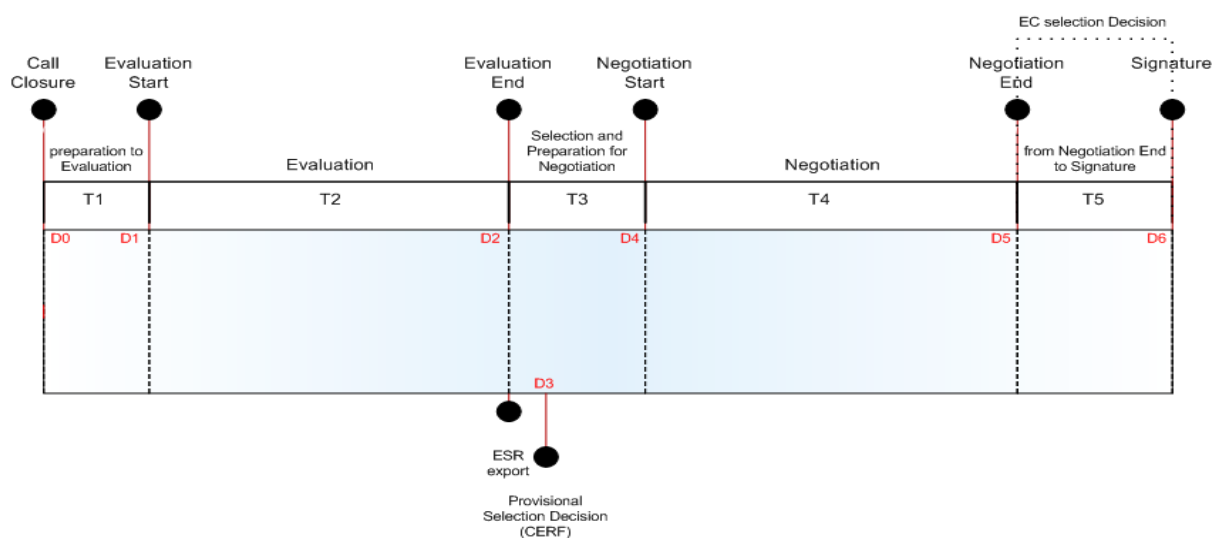 EC selection Decision
Call
Closure
Evaluation
Start
Evaluation
End
Negotiation
Start
Negotiation
End
Signature
preparation to
Evaluation
Evaluation
Selection and
Preparation for
Negotiation
Negotiation
from Negotiation End
to Signature
T1
T2
T3
T4
T5
D0
D1
D2
D4
D5
D6
D3
ESR
export
Provisional
Selection Decision
(CERF)